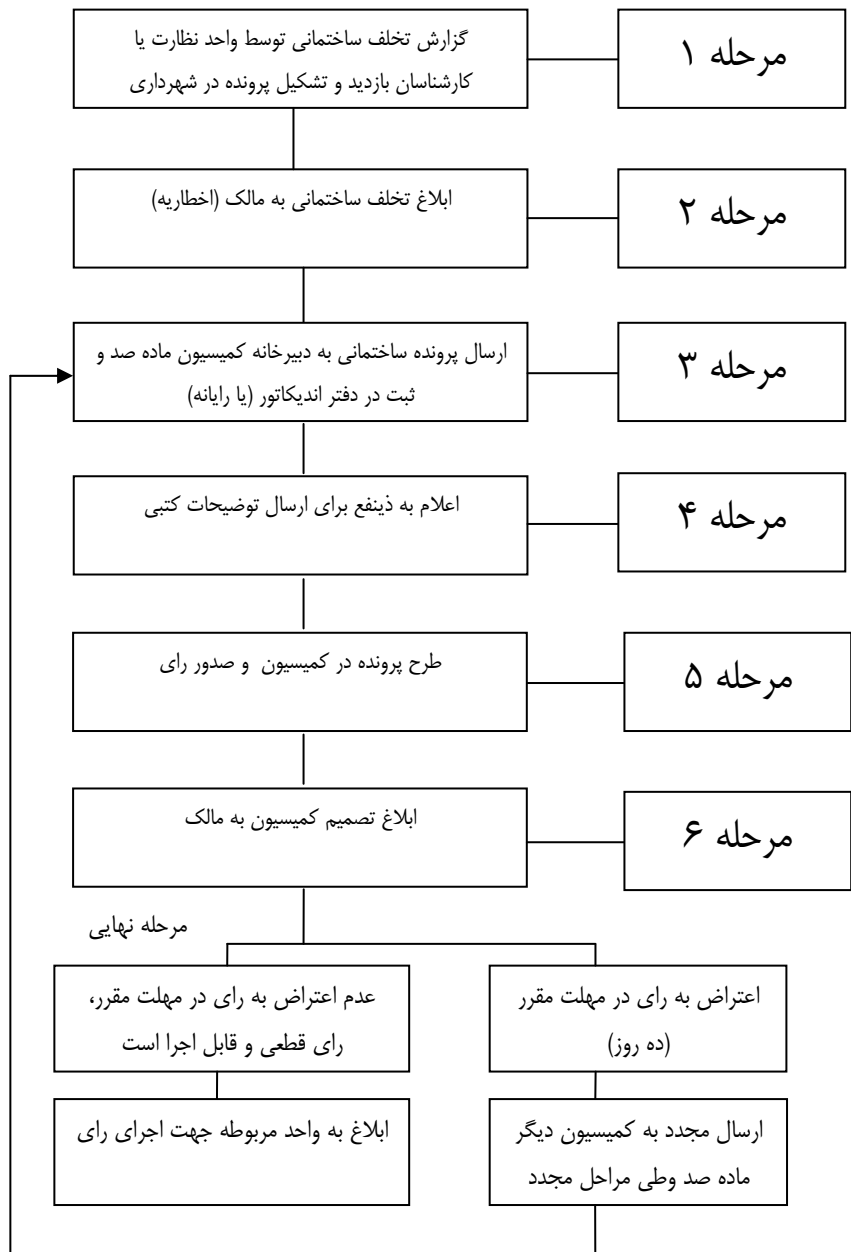 مرحله ۱
گزارش تخلف ساختمانی توسط واحد نظارت یا
کارشناسان بازدید و تشکیل پرونده در شهرداری
مرحله ۲
ابلاغ تخلف ساختمانی به مالک (اخطاریه)
مرحله ۳
ارسال پرونده ساختمانی به دبیرخانه کمیسیون ماده صد و
ثبت در دفتر اندیکاتور (یا رایانه)
مرحله ۴
اعلام به ذینفع برای ارسال توضیحات کتبی
مرحله ۵
طرح پرونده در کمیسیون و صدور رای
مرحله ۶
ابلاغ تصمیم کمیسیون به مالک
مرحله نهایی
اعتراض به رای در مهلت مقرر
(ده روز)
عدم اعتراض به رای در مهلت مقرر،
رای قطعی و قابل اجرا است
ارسال مجدد به کمیسیون دیگر
ماده صد وطی مراحل مجدد
ابلاغ به واحد مربوطه جهت اجرای رای